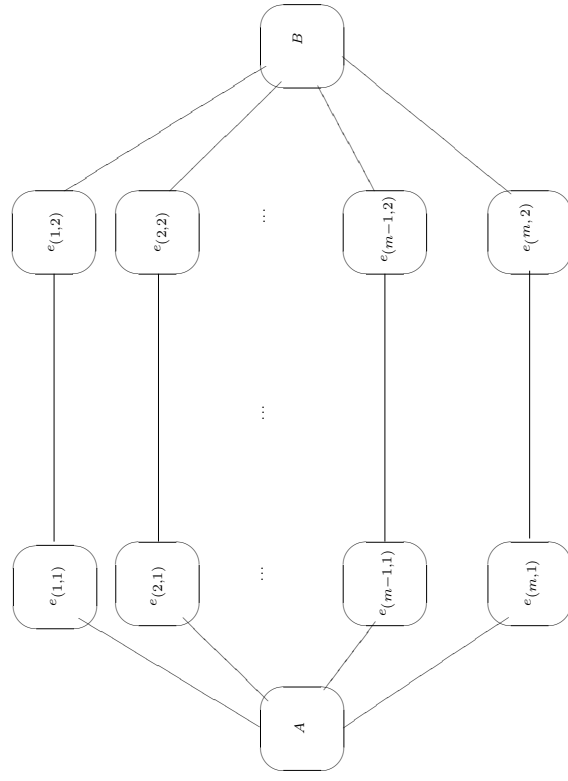 e(1,1) e(1,2)
e(2,1) e(2,2)
... ... ...
A B
e(m−1,1) e(m−1,2)
e(m,1) e(m, 2)